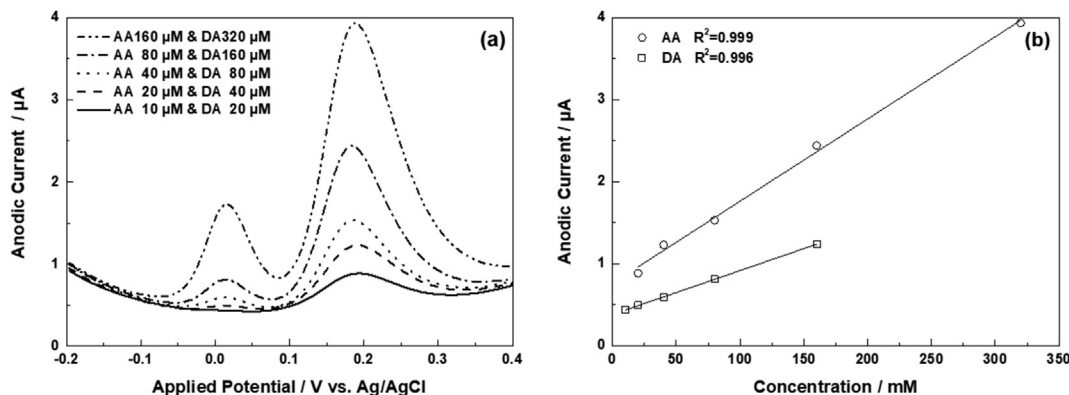 (a)
AA160 µM & DA320 µM
AA 80 µM & DA160 µM
AA 40 µM & DA 80 µM
AA 20 µM & DA 40 µM
AA 10 µM & DA 20 µM
Anodic Current / µA
4
3
2
1
0
-0.2
-0.1
0.0
0.1
0.2
0.3
0.4
Applied Potential / V vs. Ag/AgCl
(b)
AA R²=0.999
DA R²=0.996
Anodic Current / µA
4
3
2
1
0
0
50
100
150
200
250
300
350
Concentration / mM